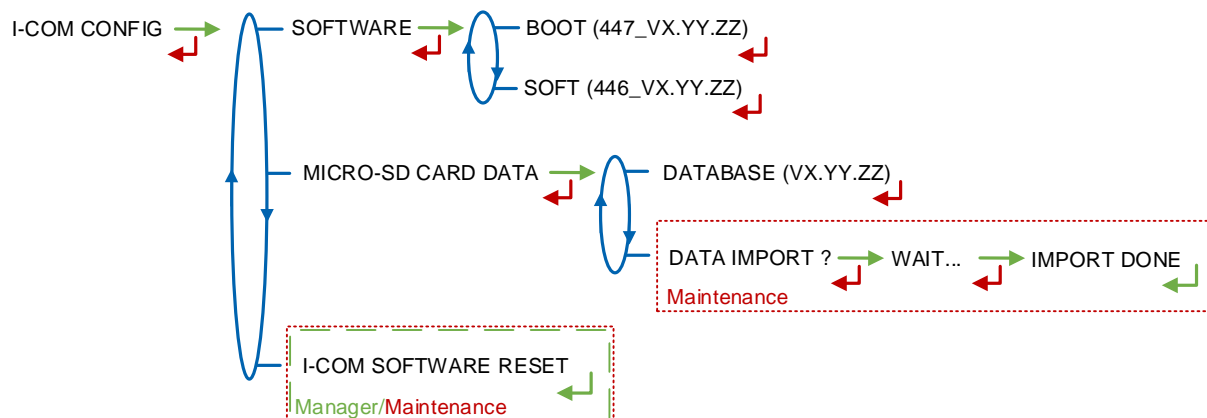 I-COM CONFIG
SOFTWARE
BOOT (447_VX.YY.ZZ)
SOFT (446_VX.YY.ZZ)
MICRO-SD CARD DATA
DATABASE (VX.YY.ZZ)
DATA IMPORT ?
WAIT...
IMPORT DONE
Maintenance
I-COM SOFTWARE RESET
Manager/Maintenance